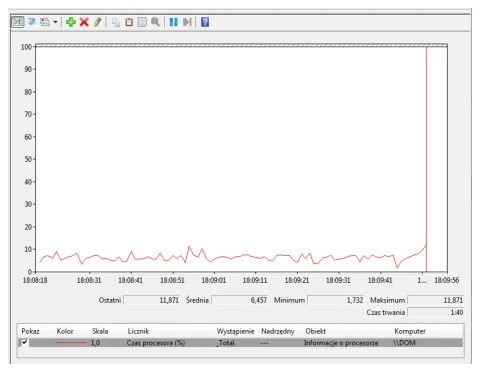 100
90
80
70
60
50
40
30
20
10
0
18:08:18 18:08:31 18:08:41 18:08:51 18:09:01 18:09:11 18:09:21 18:09:31 18:09:41 1... 18:09:56
Ostatni 11,871 Średnia 6,457 Minimum 1,732 Maksimum 11,871
Czas trwania 1:40
Pokaż Kolor Skala Licznik Wystąpienie Nadrzędny Obiekt Komputer
1,0 Czas procesora (%) _Total --- Informacje o procesorze \\DOM